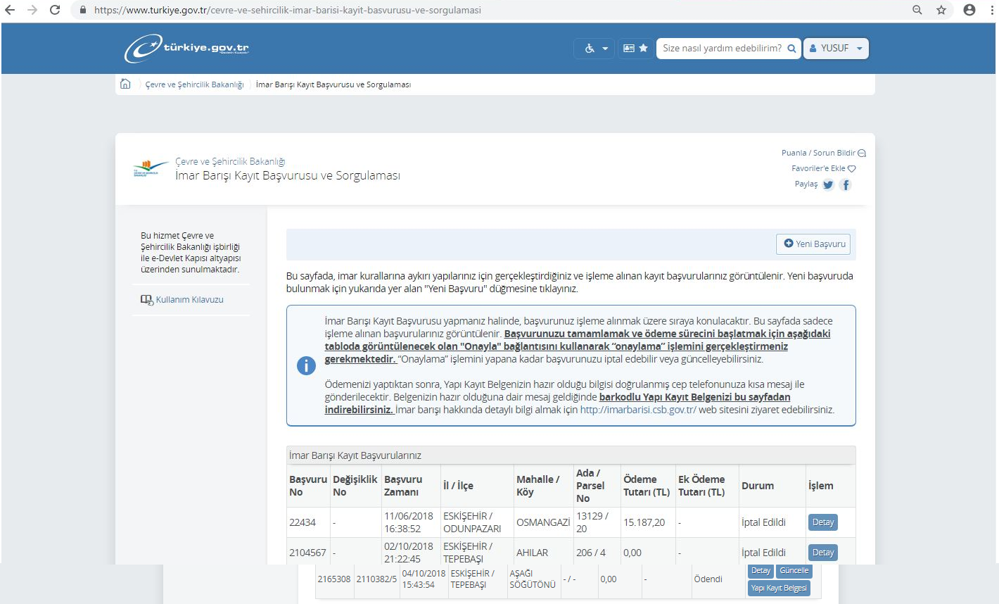 https://www.turkiye.gov.tr/cevre-ve-sehircilik-imar-barisi-kayit-basvurusu-ve-sorgulamasi
türkiye.gov.tr
Size nasıl yardım edebilirim?
YUSUF
Çevre ve Şehircilik Bakanlığı
İmar Barışı Kayıt Başvurusu ve Sorgulaması
Çevre ve Şehircilik Bakanlığı
İmar Barışı Kayıt Başvurusu ve Sorgulaması
Puanla / Sorun Bildir
Favoriler'e Ekle
Paylaş
Bu hizmet Çevre ve
Şehircilik Bakanlığı işbirliği
ile e-Devlet Kapısı altyapısı
üzerinden sunulmaktadır.
Kullanım Kılavuzu
Yeni Başvuru
Bu sayfada, imar kurallarına aykırı yapılarınız için gerçekleştirdiğiniz ve işleme alınan kayıt başvurularınız görüntülenir. Yeni başvuruda
bulunmak için yukarıda yer alan "Yeni Başvuru" düğmesine tıklayınız.
İmar Barışı Kayıt Başvurusu yapmanız halinde, başvurunuz işleme alınmak üzere sıraya konulacaktır. Bu sayfada sadece
işleme alınan başvurularınız görüntülenir. Başvurunuzu tamamlamak ve ödeme sürecini başlatmak için aşağıdaki
tabloda görüntülenecek olan "Onayla" bağlantısını kullanarak “onaylama” işlemini gerçekleştirmeniz
gerekmektedir. “Onaylama” işlemini yapana kadar başvurunuzu iptal edebilir veya güncelleyebilirsiniz.
Ödemenizi yaptıktan sonra, Yapı Kayıt Belgenizin hazır olduğu bilgisi doğrulanmış cep telefonunuza kısa mesaj ile
gönderilecektir. Belgenizin hazır olduğuna dair mesaj geldiğinde barkodlu Yapı Kayıt Belgenizi bu sayfadan
indirebilirsiniz. İmar barışı hakkında detaylı bilgi almak için http://imarbarisi.csb.gov.tr/ web sitesini ziyaret edebilirsiniz.
İmar Barışı Kayıt Başvurularınız
Başvuru No Değişiklik No Başvuru Zamanı İl / İlçe Mahalle / Köy Ada / Parsel No Ödeme Tutarı (TL) Ek Ödeme Tutarı (TL) Durum İşlem
22434 - 11/06/2018 16:38:52 ESKİŞEHİR / ODUNPAZARI OSMANGAZİ 13129 / 20 15.187,20 - İptal Edildi Detay
2104567 - 02/10/2018 21:22:45 ESKİŞEHİR / TEPEBAŞI AHILAR 206 / 4 0,00 İptal Edildi Detay
2165308 2110382/5 04/10/2018 15:43:54 ESKİŞEHİR / TEPEBAŞI AŞAĞI SÖĞÜTÖNÜ - / - 0,00 - Ödendi Detay Güncelle Yapı Kayıt Belgesi